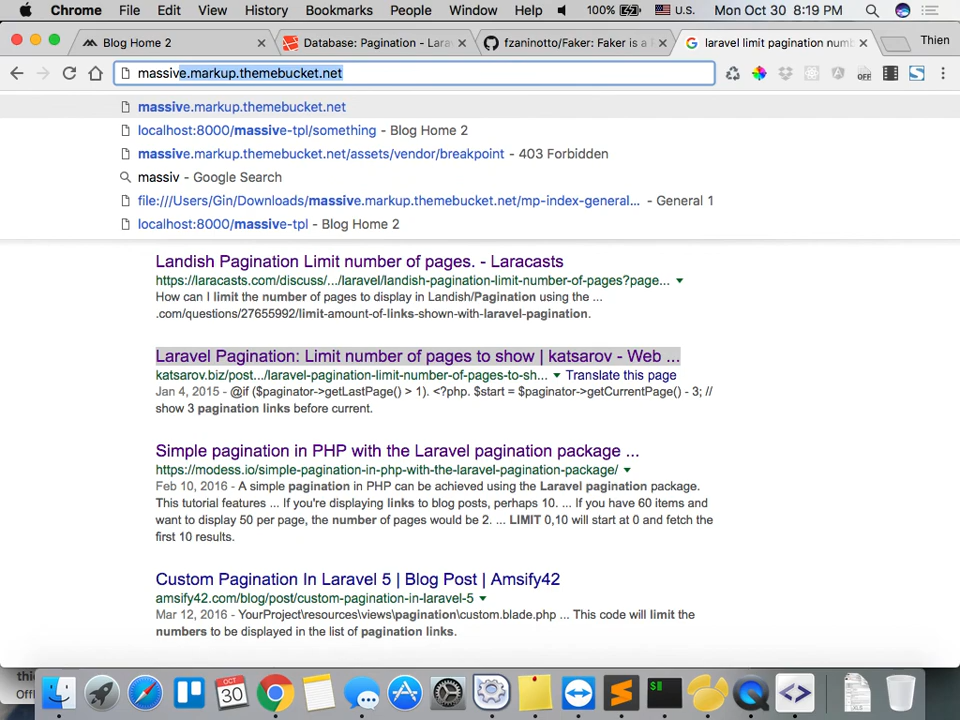 Chrome File Edit View History Bookmarks People Window Help 100% U.S. Mon Oct 30 8:19 PM
Blog Home 2
Database: Pagination - Lara
fzaninotto/Faker: Faker is a
laravel limit pagination num
Thien
massive.markup.themebucket.net
OFF
massive.markup.themebucket.net
localhost:8000/massive-tpl/something - Blog Home 2
massive.markup.themebucket.net/assets/vendor/breakpoint - 403 Forbidden
massiv - Google Search
file:///Users/Gin/Downloads/massive.markup.themebucket.net/mp-index-general... - General 1
localhost:8000/massive-tpl - Blog Home 2
Landish Pagination Limit number of pages. - Laracasts
https://laracasts.com/discuss/.../laravel/landish-pagination-limit-number-of-pages?page...
How can I limit the number of pages to display in Landish/Pagination using the ...
.com/questions/27655992/limit-amount-of-links-shown-with-laravel-pagination.
Laravel Pagination: Limit number of pages to show | katsarov - Web ...
katsarov.biz/post.../laravel-pagination-limit-number-of-pages-to-sh... Translate this page
Jan 4, 2015 - @if ($paginator->getLastPage() > 1). <?php. $start = $paginator->getCurrentPage() - 3; //
show 3 pagination links before current.
Simple pagination in PHP with the Laravel pagination package ...
https://modess.io/simple-pagination-in-php-with-the-laravel-pagination-package/
Feb 10, 2016 - A simple pagination in PHP can be achieved using the Laravel pagination package.
This tutorial features ... If you're displaying links to blog posts, perhaps 10. ... If you have 60 items and
want to display 50 per page, the number of pages would be 2. ... LIMIT 0,10 will start at 0 and fetch the
first 10 results.
Custom Pagination In Laravel 5 | Blog Post | Amsify42
amsify42.com/blog/post/custom-pagination-in-laravel-5
Mar 12, 2016 - YourProject\resources\views\pagination\custom.blade.php ... This code will limit the
numbers to be displayed in the list of pagination links.
Offl
OCT
30